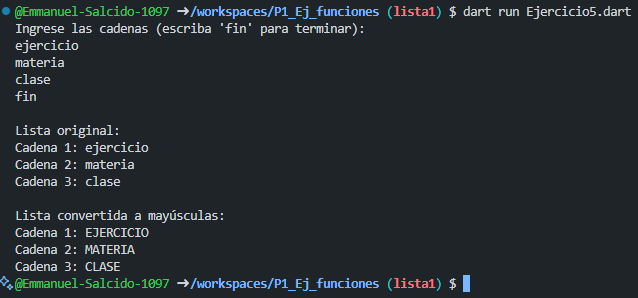 @Emmanuel-Salcido-1097 ➜/workspaces/P1_Ej_funciones (lista1) $ dart run Ejercicio5.dart
Ingrese las cadenas (escriba 'fin' para terminar):
ejercicio
materia
clase
fin
Lista original:
Cadena 1: ejercicio
Cadena 2: materia
Cadena 3: clase
Lista convertida a mayúsculas:
Cadena 1: EJERCICIO
Cadena 2: MATERIA
Cadena 3: CLASE
@Emmanuel-Salcido-1097 ➜/workspaces/P1_Ej_funciones (lista1) $